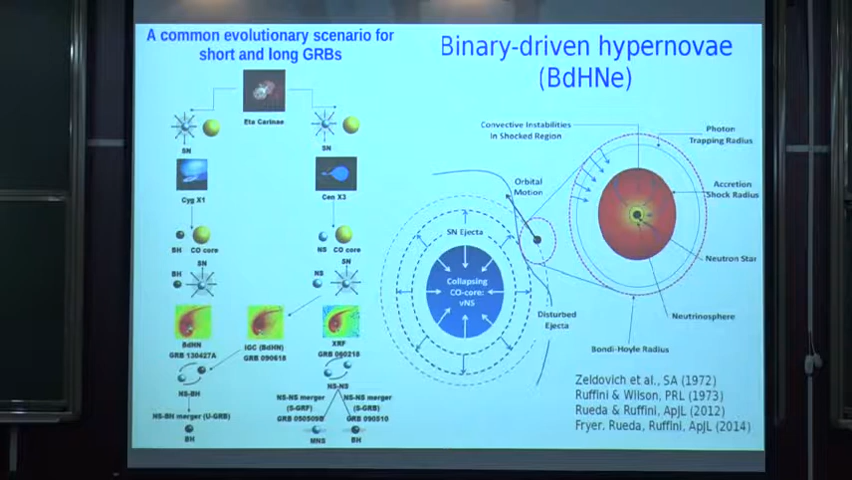 A common evolutionary scenario for
short and long GRBs
Eta Carinae
SN
SN
Cyg X1
Cen X3
BH
CO core
NS
CO core
SN
SN
BH
NS
BdHN
IGC (BdHN)
XRF
GRB 130427A
GRB 090618
GRB 060218
NS-BH
NS-NS
NS-NS merger
(S-GRF)
GRB 050509B
NS-NS merger
(S-GRB)
GRB 090510
NS-BH merger (U-GRB)
BH
MNS
BH
Binary-driven hypernovae
(BdHNe)
Convective Instabilities
In Shocked Region
Photon
Trapping Radius
Orbital
Motion
Accretion
Shock Radius
SN Ejecta
Neutron Star
Collapsing
CO-core:
νNS
Disturbed
Ejecta
Neutrinosphere
Bondi-Hoyle Radius
Zeldovich et al., SA (1972)
Ruffini & Wilson, PRL (1973)
Rueda & Ruffini, ApJL (2012)
Fryer, Rueda, Ruffini, ApJL (2014)